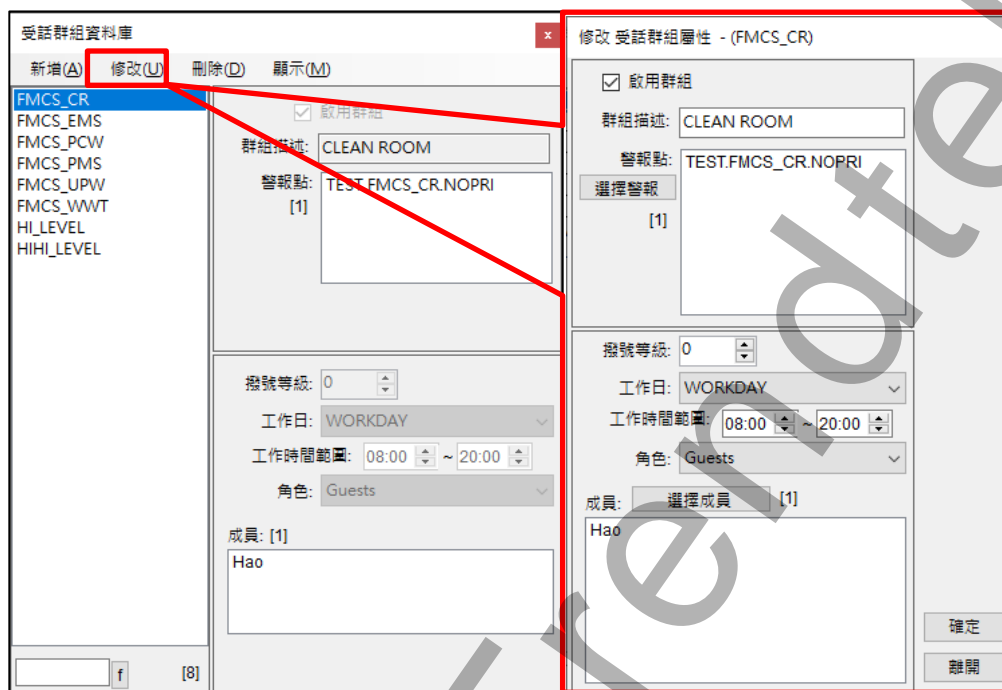 受話群組資料庫
x
新增(A) 修改(U) 刪除(D) 顯示(M)
FMCS_CR
FMCS_EMS
FMCS_PCW
FMCS_PMS
FMCS_UPW
FMCS_WWT
HI_LEVEL
HIHI_LEVEL
f [8]
啟用群組
群組描述: CLEAN ROOM
警報點: TEST.FMCS_CR.NOPRI
[1]
撥號等級: 0
工作日: WORKDAY
工作時間範圍: 08:00 ~ 20:00
角色: Guests
成員: [1]
Hao
修改 受話群組屬性 - (FMCS_CR)
啟用群組
群組描述: CLEAN ROOM
警報點: TEST.FMCS_CR.NOPRI
選擇警報
[1]
撥號等級: 0
工作日: WORKDAY
工作時間範圍: 08:00 ~ 20:00
角色: Guests
成員: 選擇成員 [1]
Hao
確定
離開
Trendte